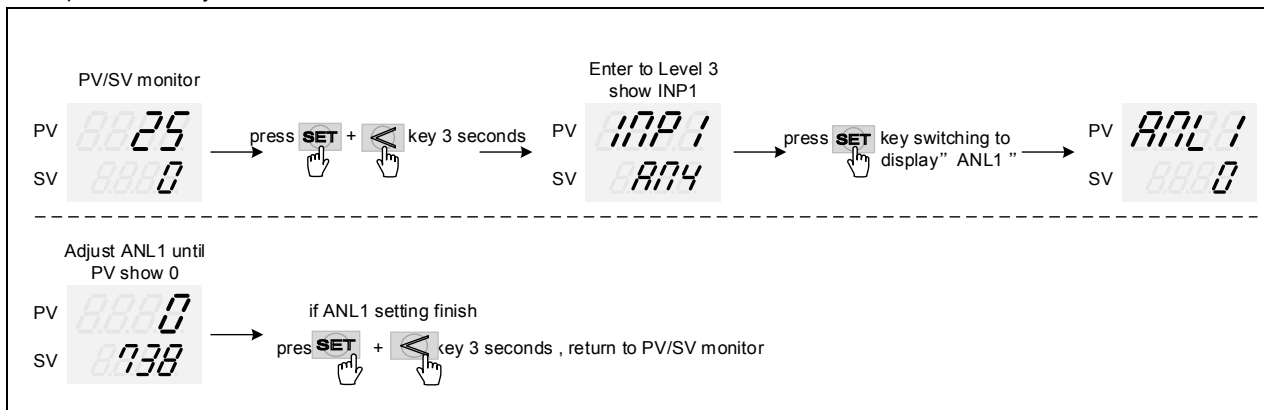 PV/SV monitor
PV 25
SV 0
press SET + < key 3 seconds
Enter to Level 3
show INP1
PV INP1
SV AN4
press SET key switching to
display” ANL1 ”
PV ANL1
SV 0
Adjust ANL1 until
PV show 0
PV 0
SV 738
if ANL1 setting finish
pres SET + < key 3 seconds , return to PV/SV monitor